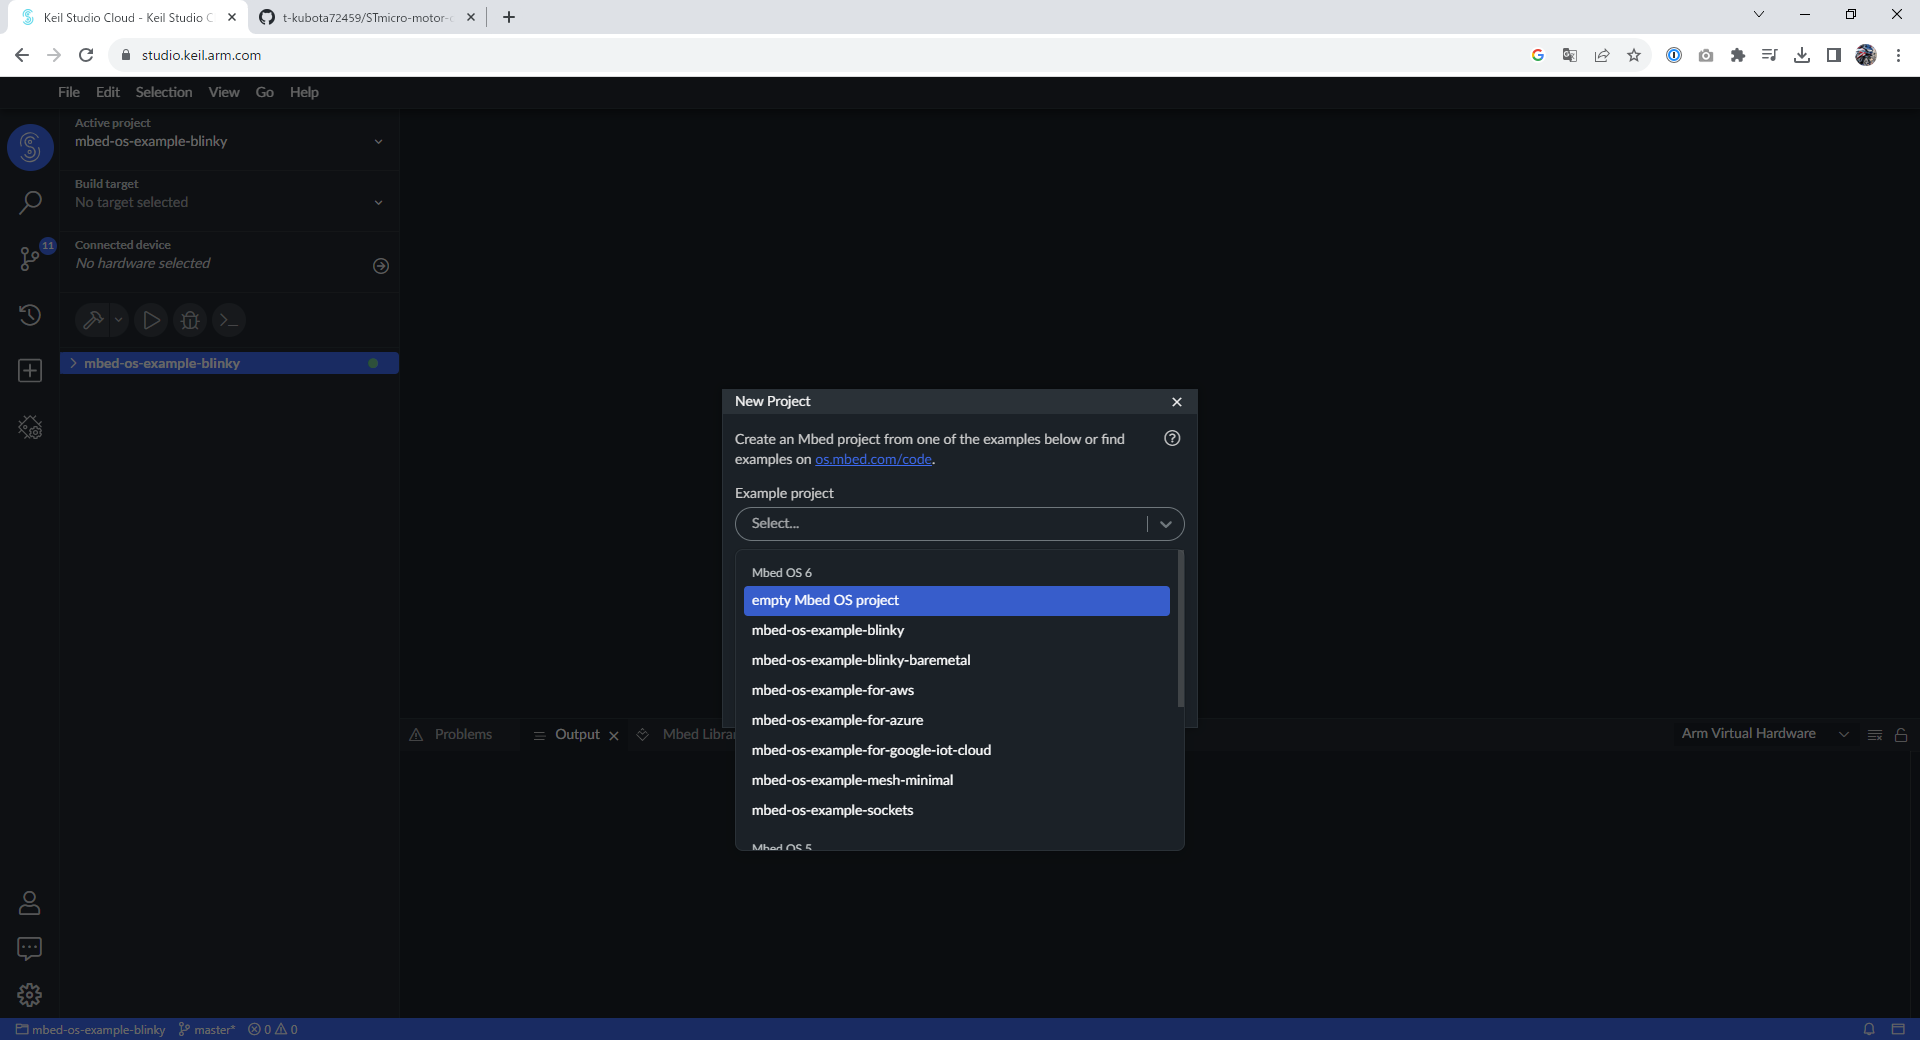 Keil Studio Cloud - Keil Studio C
t-kubota72459/STmicro-motor-c
studio.keil.arm.com
File Edit Selection View Go Help
Active project
mbed-os-example-blinky
Build target
No target selected
Connected device
No hardware selected
11
mbed-os-example-blinky
New Project
Create an Mbed project from one of the examples below or find
examples on os.mbed.com/code.
Example project
Select...
Mbed OS 6
empty Mbed OS project
mbed-os-example-blinky
mbed-os-example-blinky-baremetal
mbed-os-example-for-aws
mbed-os-example-for-azure
mbed-os-example-for-google-iot-cloud
mbed-os-example-mesh-minimal
mbed-os-example-sockets
Mbed OS 5
Problems Output Mbed Librar
Arm Virtual Hardware
mbed-os-example-blinky master* 0 0